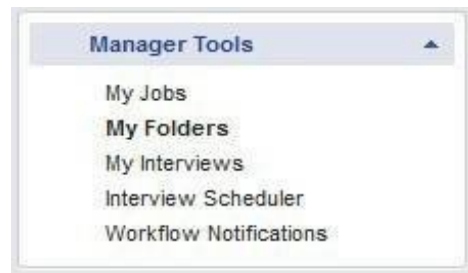 Manager Tools
My Jobs
My Folders
My Interviews
Interview Scheduler
Workflow Notifications